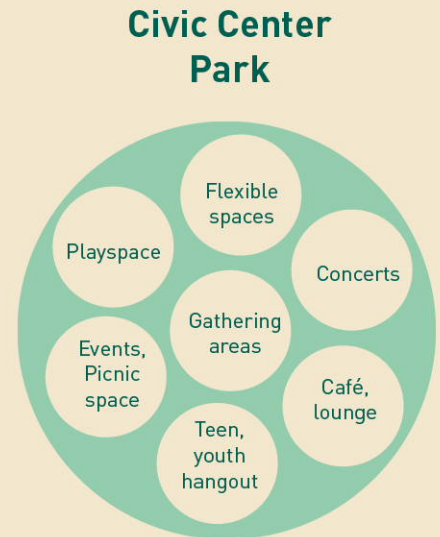 Civic Center
Park
Flexible
spaces
Playspace
Concerts
Gathering
areas
Events,
Picnic
space
Café,
lounge
Teen,
youth
hangout